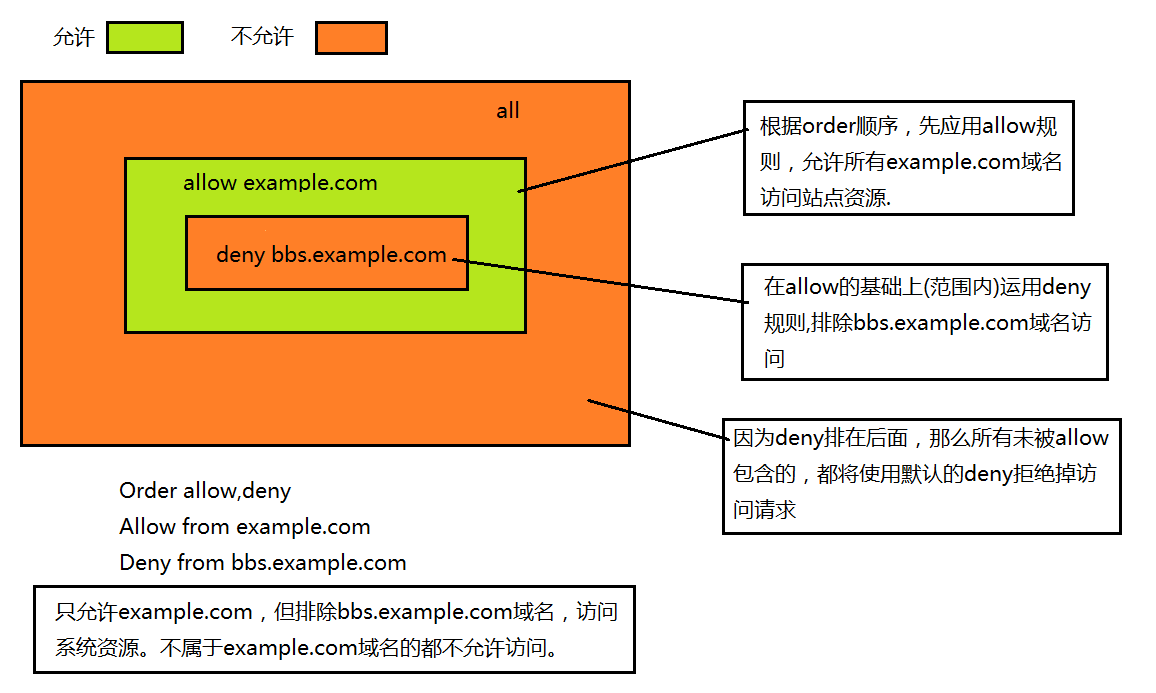 允许
不允许
all
allow example.com
deny bbs.example.com
根据order顺序，先应用allow规
则，允许所有example.com域名
访问站点资源.
在allow的基础上(范围内)运用deny
规则,排除bbs.example.com域名访
问
因为deny排在后面，那么所有未被allow
包含的，都将使用默认的deny拒绝掉访
问请求
Order allow,deny
Allow from example.com
Deny from bbs.example.com
只允许example.com，但排除bbs.example.com域名，访问
系统资源。不属于example.com域名的都不允许访问。